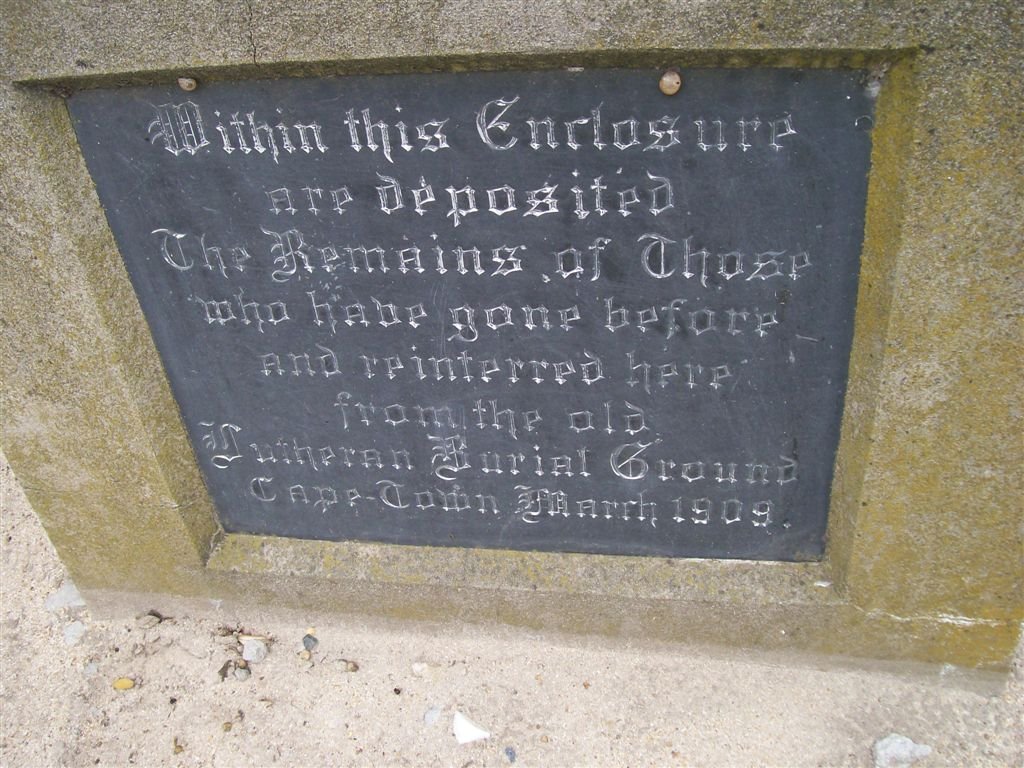 Within this Enclosure
are deposited
The Remains of Those
who have gone before
and reinterred here
from the old
Lutheran Burial Ground
Cape-Town March 1909.